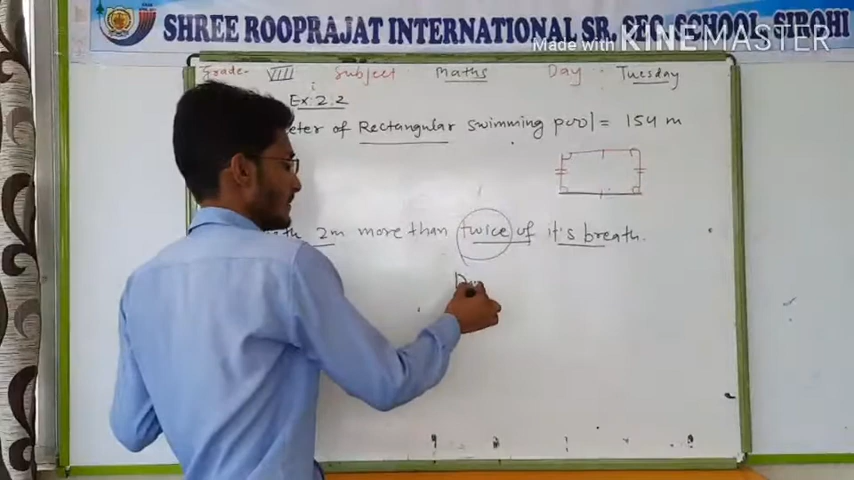 SHREE ROOPRAJAT INTERNATIONAL SR. SEC. SCHOOL, SIROHI
Made with KINEMASTER
Grade- VIII Subject Maths Day Tuesday
Ex: 2.2
of Rectangular swimming pool = 154 m
2m more than twice of it's breath.